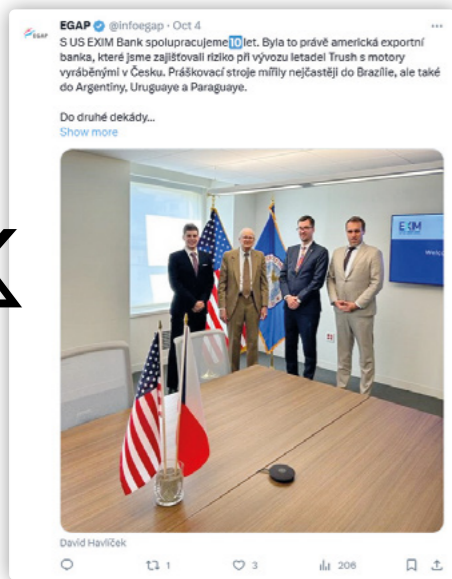 EGAP
EGAP @infoegap · Oct 4
S US EXIM Bank spolupracujeme 10 let. Byla to právě americká exportní
banka, které jsme zajišťovali riziko při vývozu letadel Trush s motory
vyráběnými v Česku. Práškovací stroje mířily nejčastěji do Brazílie, ale také
do Argentiny, Uruguaye a Paraguaye.
Do druhé dekády...
Show more
EXIM
Welco
David Havlíček
1
3
206